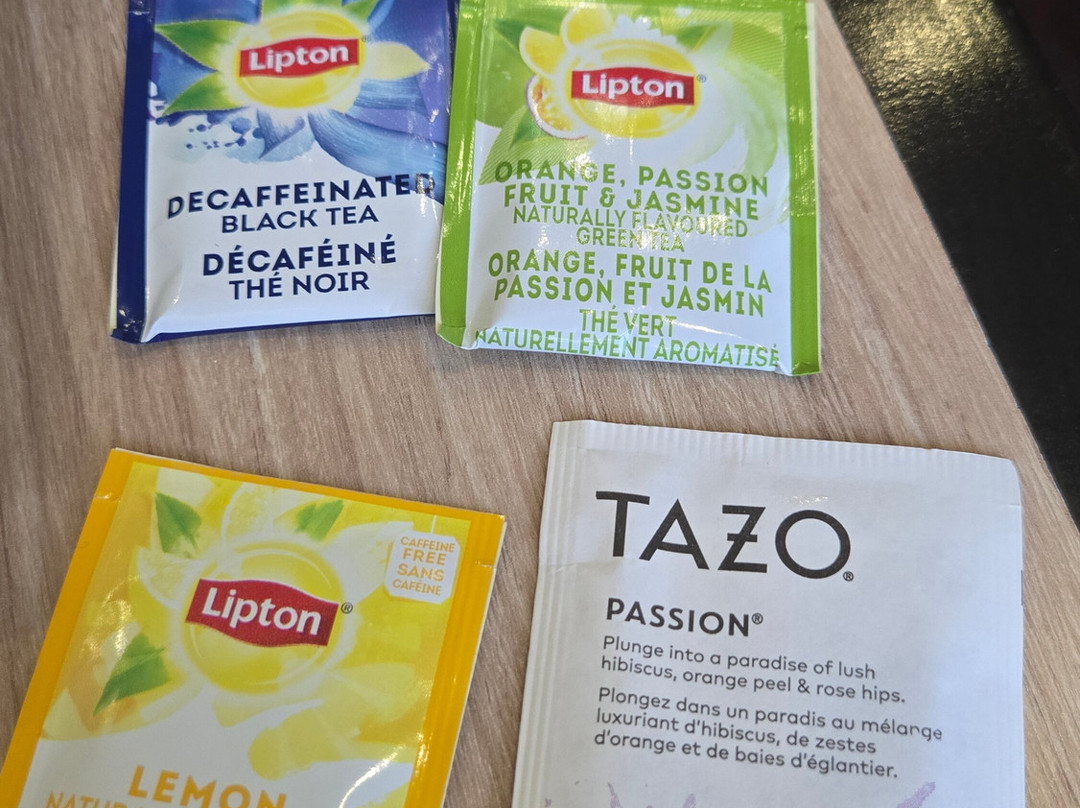 Lipton
DECAFFEINATED
BLACK TEA
DÉCAFÉINÉ
THÉ NOIR
Lipton®
ORANGE, PASSION
FRUIT & JASMINE
NATURALLY FLAVOURED
GREEN TEA
ORANGE, FRUIT DE LA
PASSION ET JASMIN
THÉ VERT
NATURELLEMENT AROMATISÉ
CAFFEINE
FREE
SANS
CAFÉINE
Lipton®
LEMON
TAZO®
PASSION®
Plunge into a paradise of lush
hibiscus, orange peel & rose hips.
Plongez dans un paradis au mélange
luxuriant d'hibiscus, de zestes
d'orange et de baies d'églantier.